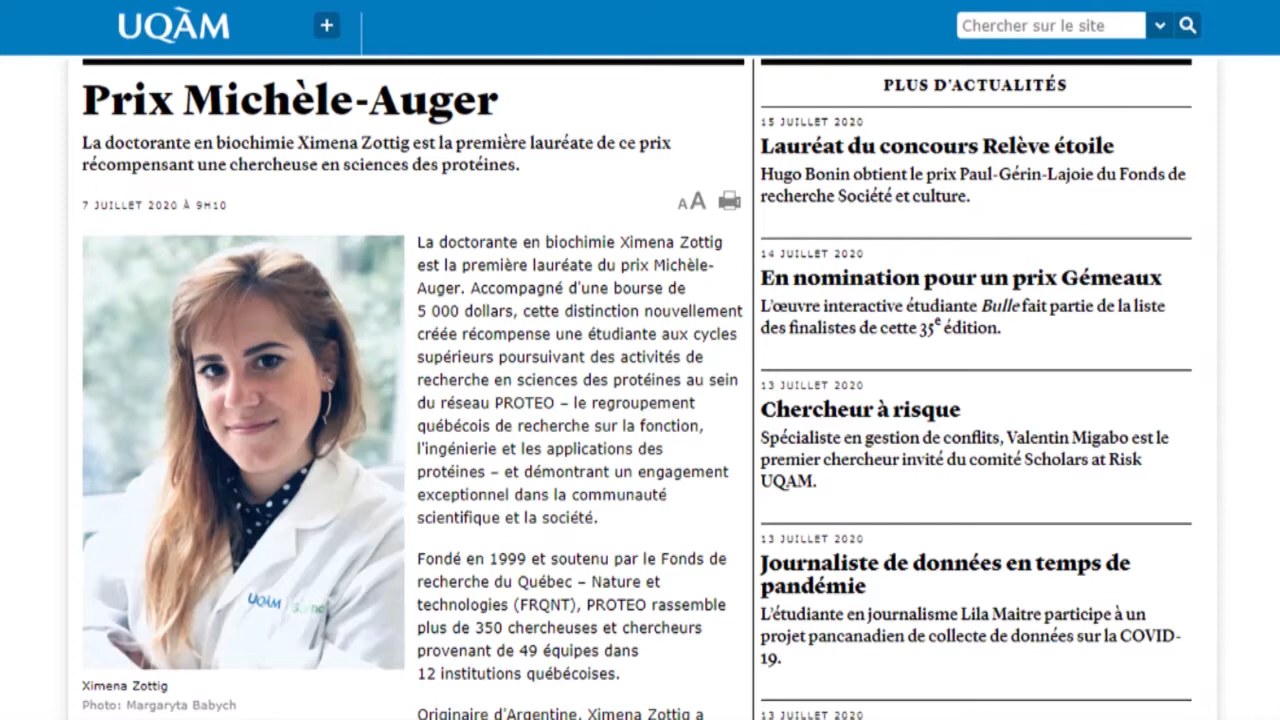 UQÀM
+
Chercher sur le site
Prix Michèle-Auger
La doctorante en biochimie Ximena Zottig est la première lauréate de ce prix
récompensant une chercheuse en sciences des protéines.
7 JUILLET 2020 À 9H10
AA
La doctorante en biochimie Ximena Zottig
est la première lauréate du prix Michèle-
Auger. Accompagné d'une bourse de
5 000 dollars, cette distinction nouvellement
créée récompense une étudiante aux cycles
supérieurs poursuivant des activités de
recherche en sciences des protéines au sein
du réseau PROTEO – le regroupement
québécois de recherche sur la fonction,
l'ingénierie et les applications des
protéines – et démontrant un engagement
exceptionnel dans la communauté
scientifique et la société.
Fondé en 1999 et soutenu par le Fonds de
recherche du Québec – Nature et
technologies (FRQNT), PROTEO rassemble
plus de 350 chercheuses et chercheurs
provenant de 49 équipes dans
12 institutions québécoises.
Originaire d'Argentine, Ximena Zottig a
UQÀM
Ximena Zottig
Photo: Margaryta Babych
PLUS D'ACTUALITÉS
15 JUILLET 2020
Lauréat du concours Relève étoile
Hugo Bonin obtient le prix Paul-Gérin-Lajoie du Fonds de
recherche Société et culture.
14 JUILLET 2020
En nomination pour un prix Gémeaux
L'œuvre interactive étudiante Bulle fait partie de la liste
des finalistes de cette 35e édition.
13 JUILLET 2020
Chercheur à risque
Spécialiste en gestion de conflits, Valentin Migabo est le
premier chercheur invité du comité Scholars at Risk
UQAM.
13 JUILLET 2020
Journaliste de données en temps de
pandémie
L'étudiante en journalisme Lila Maitre participe à un
projet pancanadien de collecte de données sur la COVID-
19.
13 JUILLET 2020